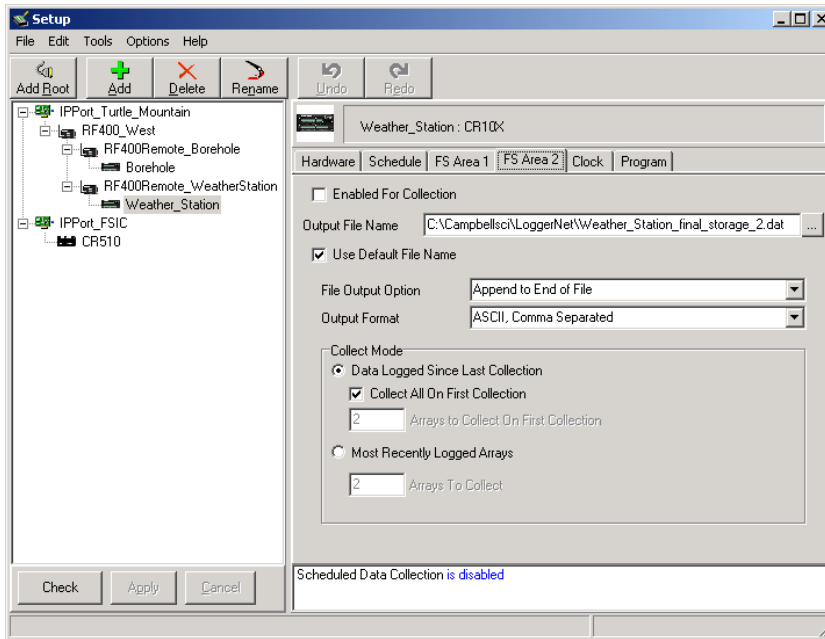 Setup
File Edit Tools Options Help
Add Root Add Delete Rename Undo Redo
IPPort_Turtle_Mountain
RF400_West
RF400Remote_Borehole
Borehole
RF400Remote_WeatherStation
Weather_Station
IPPort_FSIC
CR510
Check Apply Cancel
Weather_Station : CR10X
Hardware Schedule FS Area 1 FS Area 2 Clock Program
Enabled For Collection
Output File Name C:\Campbellsci\LoggerNet\Weather_Station_final_storage_2.dat ...
Use Default File Name
File Output Option Append to End of File
Output Format ASCII, Comma Separated
Collect Mode
Data Logged Since Last Collection
Collect All On First Collection
2 Arrays to Collect On First Collection
Most Recently Logged Arrays
2 Arrays To Collect
Scheduled Data Collection is disabled